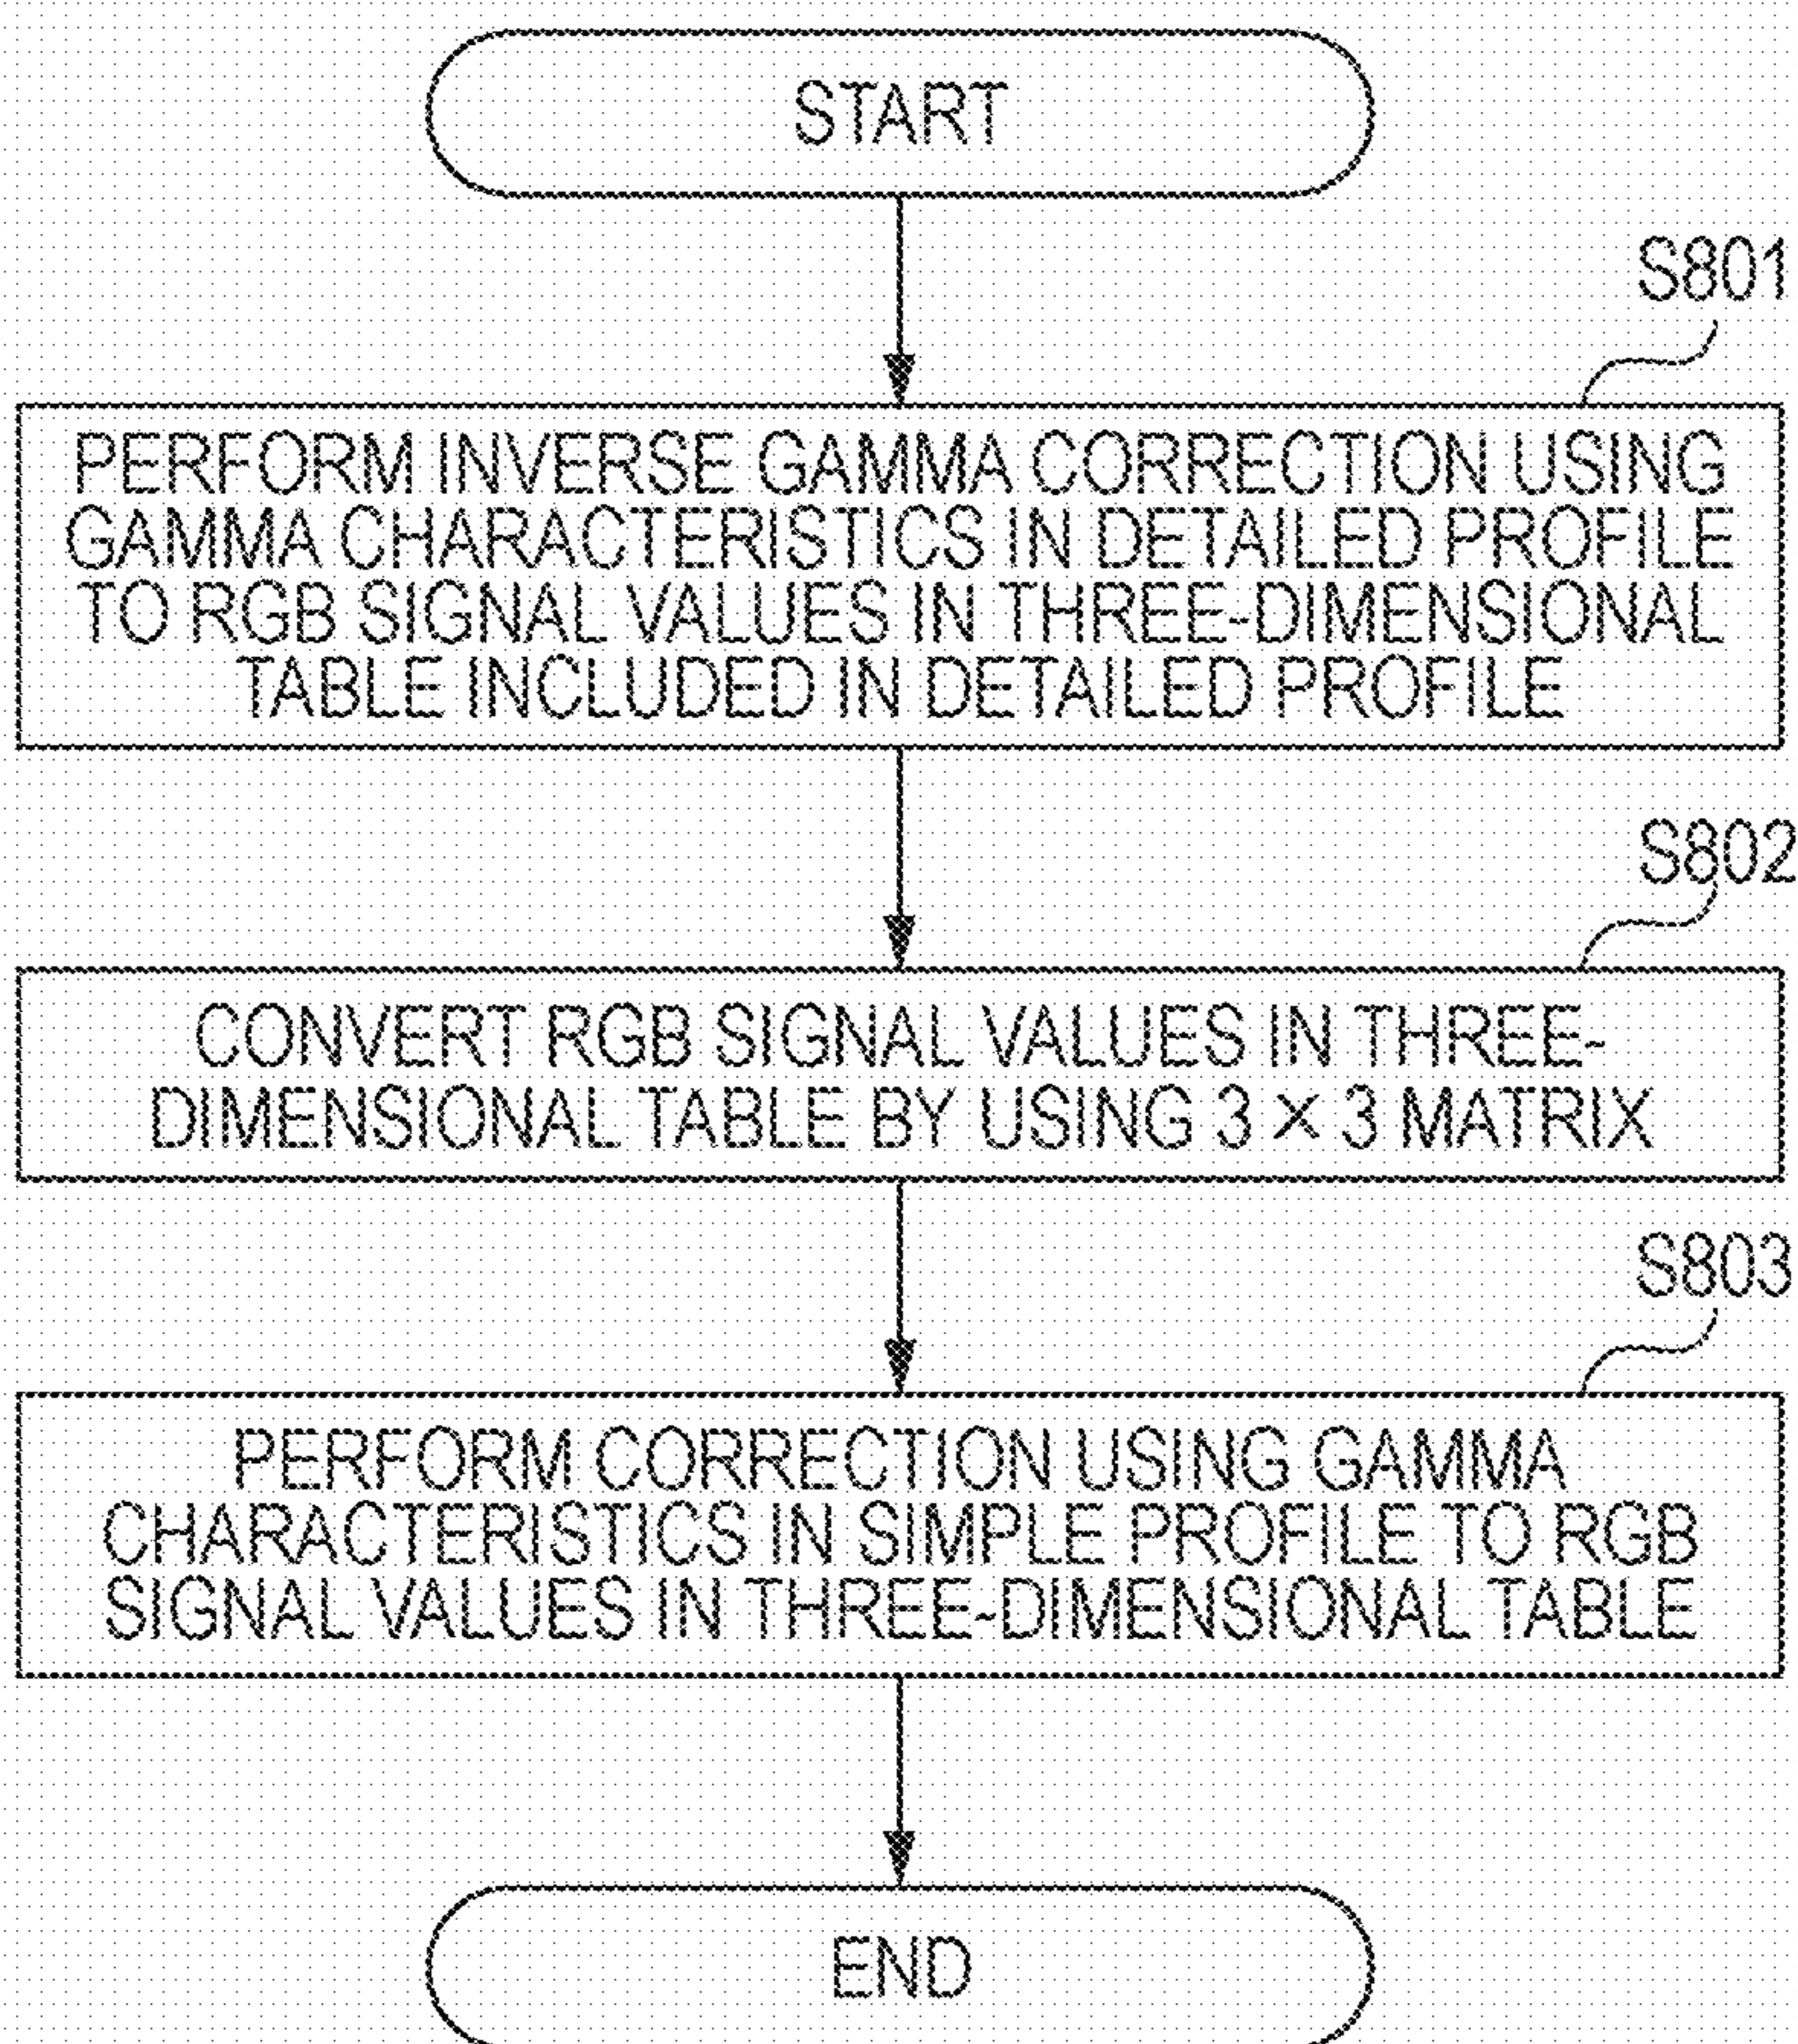 START
S801
PERFORM INVERSE GAMMA CORRECTION USING
GAMMA CHARACTERISTICS IN DETAILED PROFILE
TO RGB SIGNAL VALUES IN THREE-DIMENSIONAL
TABLE INCLUDED IN DETAILED PROFILE
S802
CONVERT RGB SIGNAL VALUES IN THREE-
DIMENSIONAL TABLE BY USING 3 × 3 MATRIX
S803
PERFORM CORRECTION USING GAMMA
CHARACTERISTICS IN SIMPLE PROFILE TO RGB
SIGNAL VALUES IN THREE-DIMENSIONAL TABLE
END